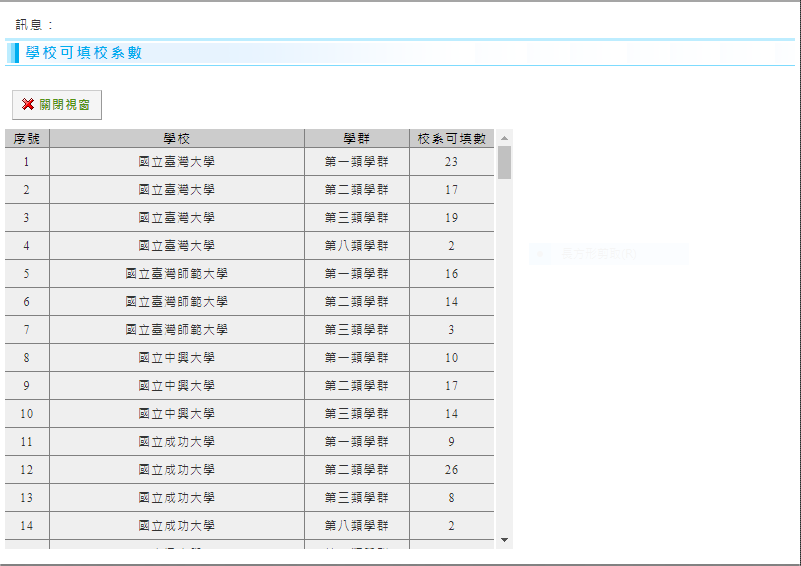 訊息：
學校可填校系數
關閉視窗
序號 學校 學群 校系可填數
1 國立臺灣大學 第一類學群 23
2 國立臺灣大學 第二類學群 17
3 國立臺灣大學 第三類學群 19
4 國立臺灣大學 第八類學群 2
5 國立臺灣師範大學 第一類學群 16
6 國立臺灣師範大學 第二類學群 14
7 國立臺灣師範大學 第三類學群 3
8 國立中興大學 第一類學群 10
9 國立中興大學 第二類學群 17
10 國立中興大學 第三類學群 14
11 國立成功大學 第一類學群 9
12 國立成功大學 第二類學群 26
13 國立成功大學 第三類學群 8
14 國立成功大學 第八類學群 2